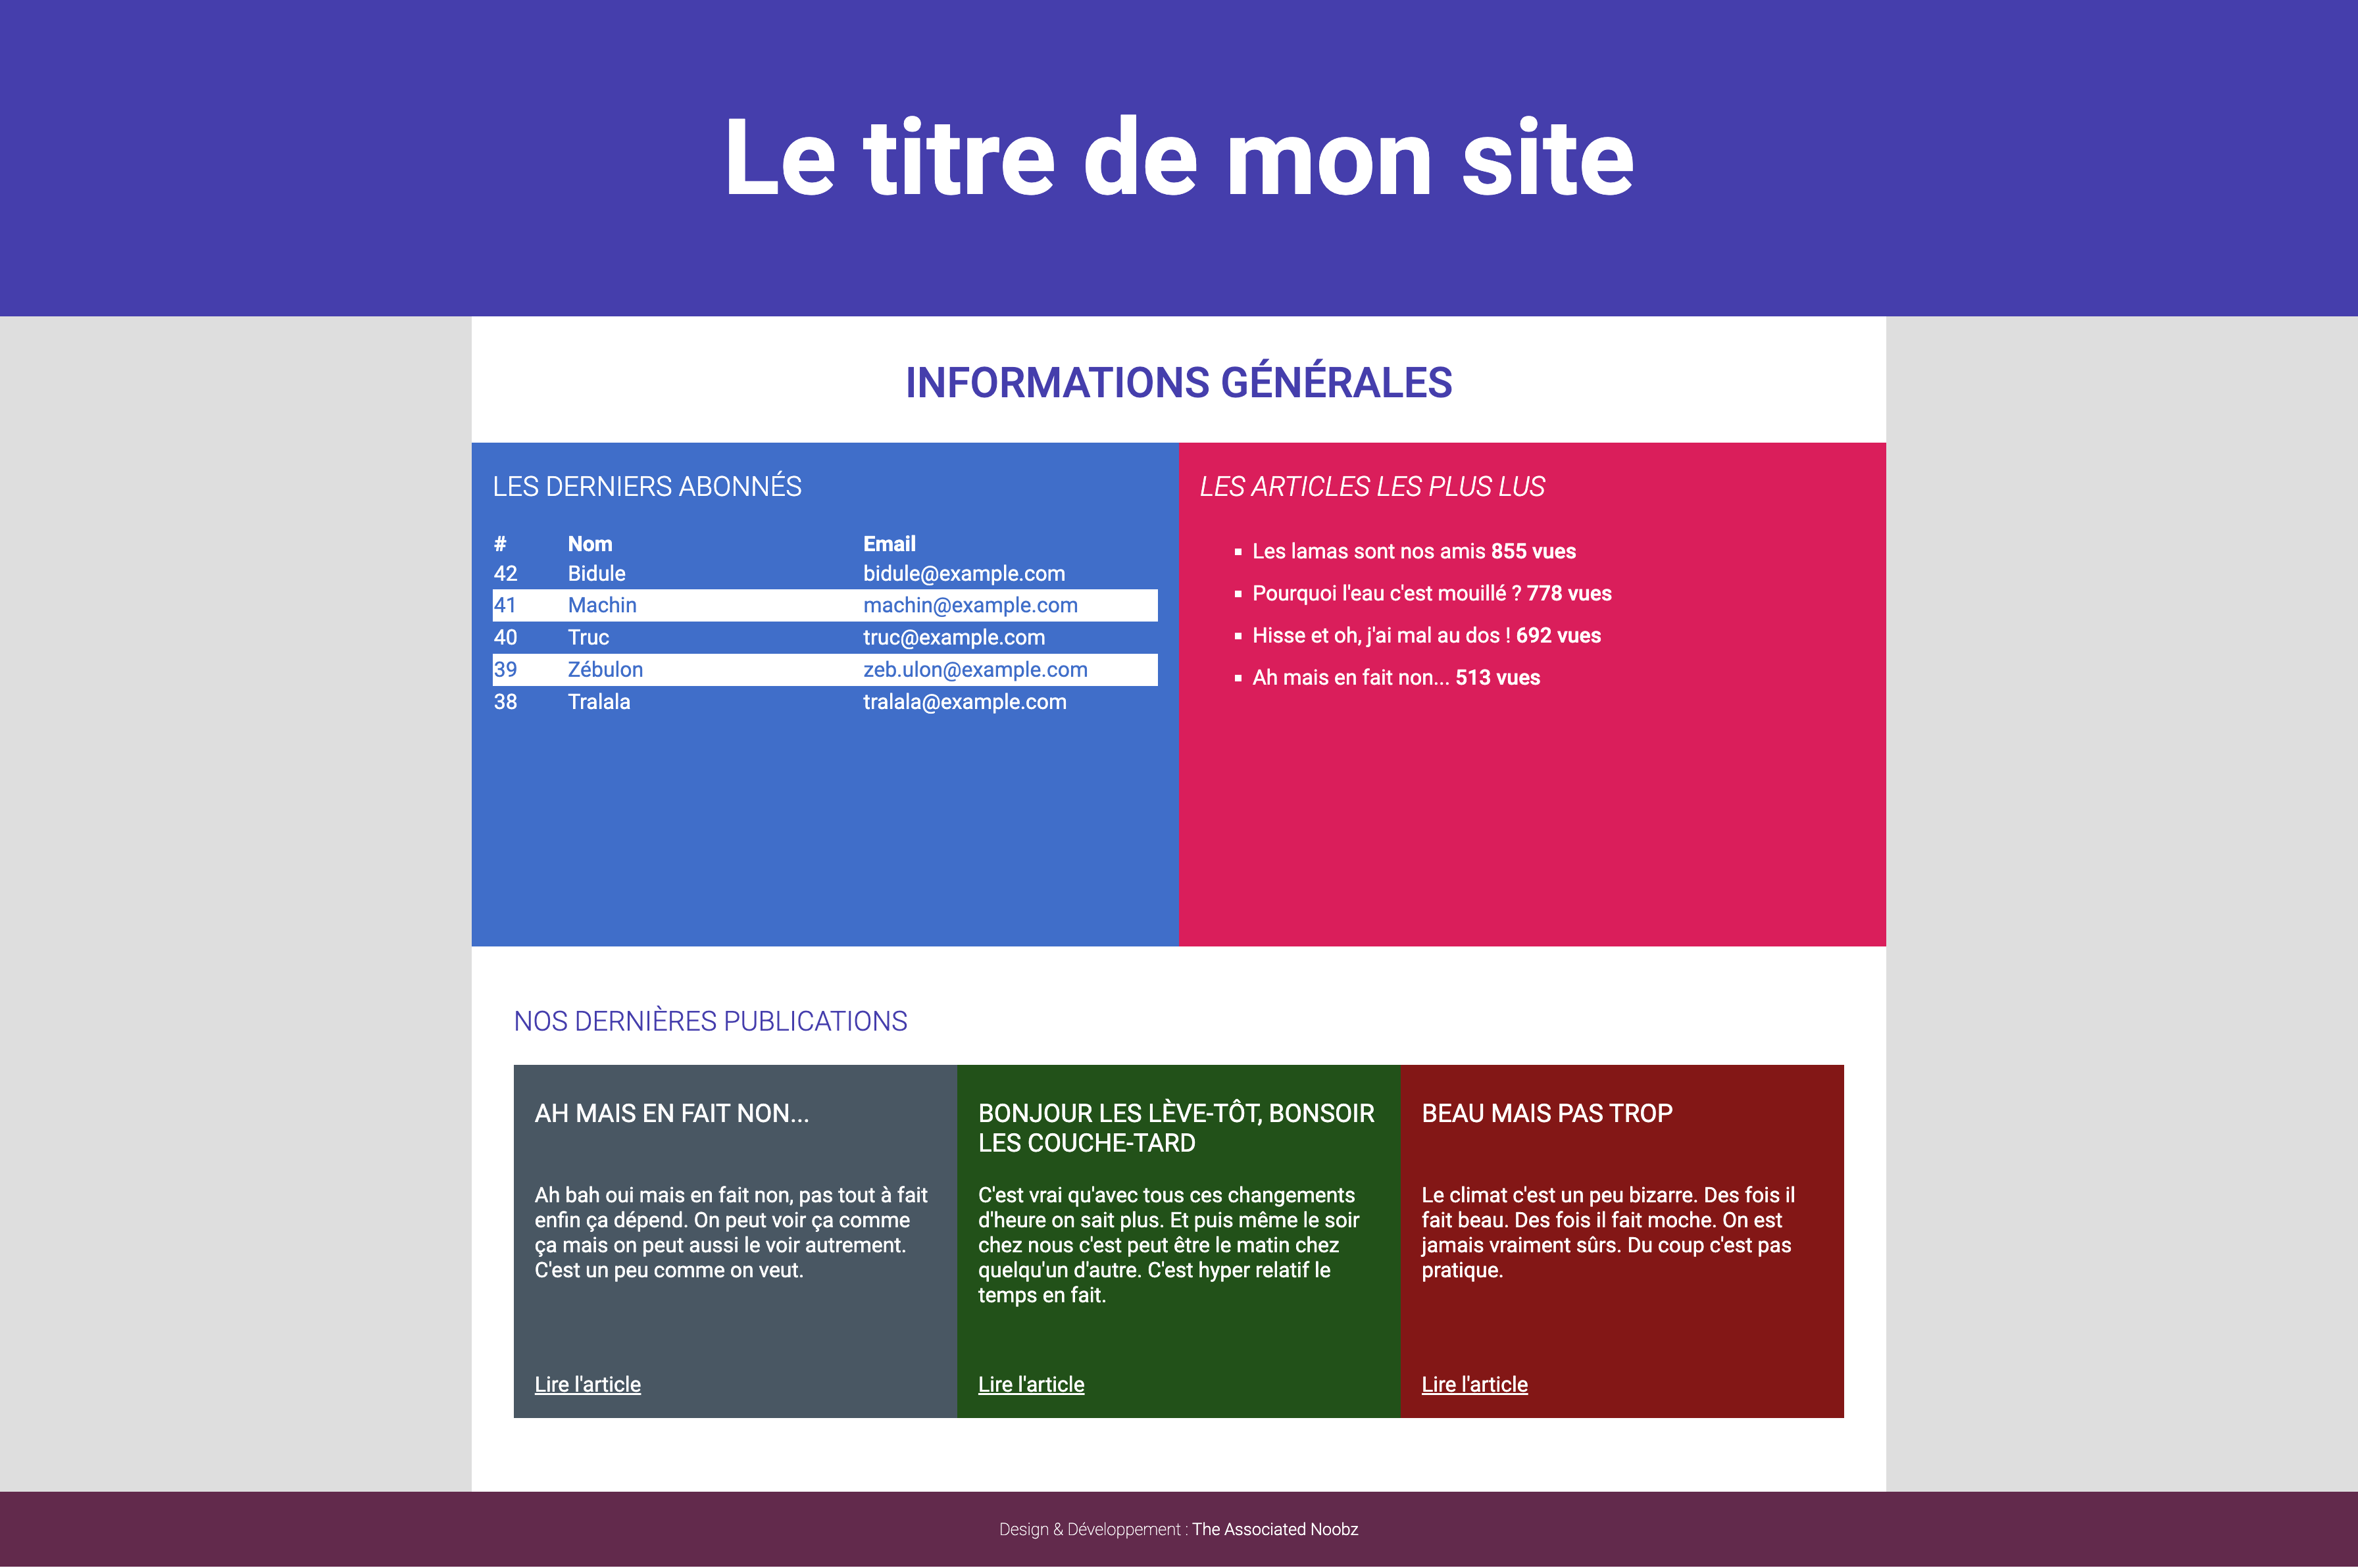 Le titre de mon site
INFORMATIONS GÉNÉRALES
LES DERNIERS ABONNÉS
# Nom Email
42 Bidule bidule@example.com
41 Machin machin@example.com
40 Truc truc@example.com
39 Zébulon zeb.ulon@example.com
38 Tralala tralala@example.com
LES ARTICLES LES PLUS LUS
Les lamas sont nos amis 855 vues
Pourquoi l'eau c'est mouillé ? 778 vues
Hisse et oh, j'ai mal au dos ! 692 vues
Ah mais en fait non... 513 vues
NOS DERNIÈRES PUBLICATIONS
AH MAIS EN FAIT NON...
Ah bah oui mais en fait non, pas tout à fait
enfin ça dépend. On peut voir ça comme
ça mais on peut aussi le voir autrement.
C'est un peu comme on veut.
Lire l'article
BONJOUR LES LÈVE-TÔT, BONSOIR
LES COUCHE-TARD
C'est vrai qu'avec tous ces changements
d'heure on sait plus. Et puis même le soir
chez nous c'est peut être le matin chez
quelqu'un d'autre. C'est hyper relatif le
temps en fait.
Lire l'article
BEAU MAIS PAS TROP
Le climat c'est un peu bizarre. Des fois il
fait beau. Des fois il fait moche. On est
jamais vraiment sûrs. Du coup c'est pas
pratique.
Lire l'article
Design & Développement : The Associated Noobz